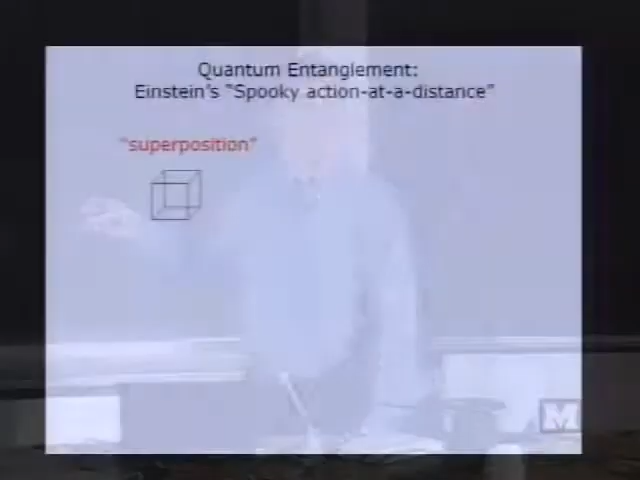 Quantum Entanglement:
Einstein's "Spooky action-at-a-distance"
"superposition"
M